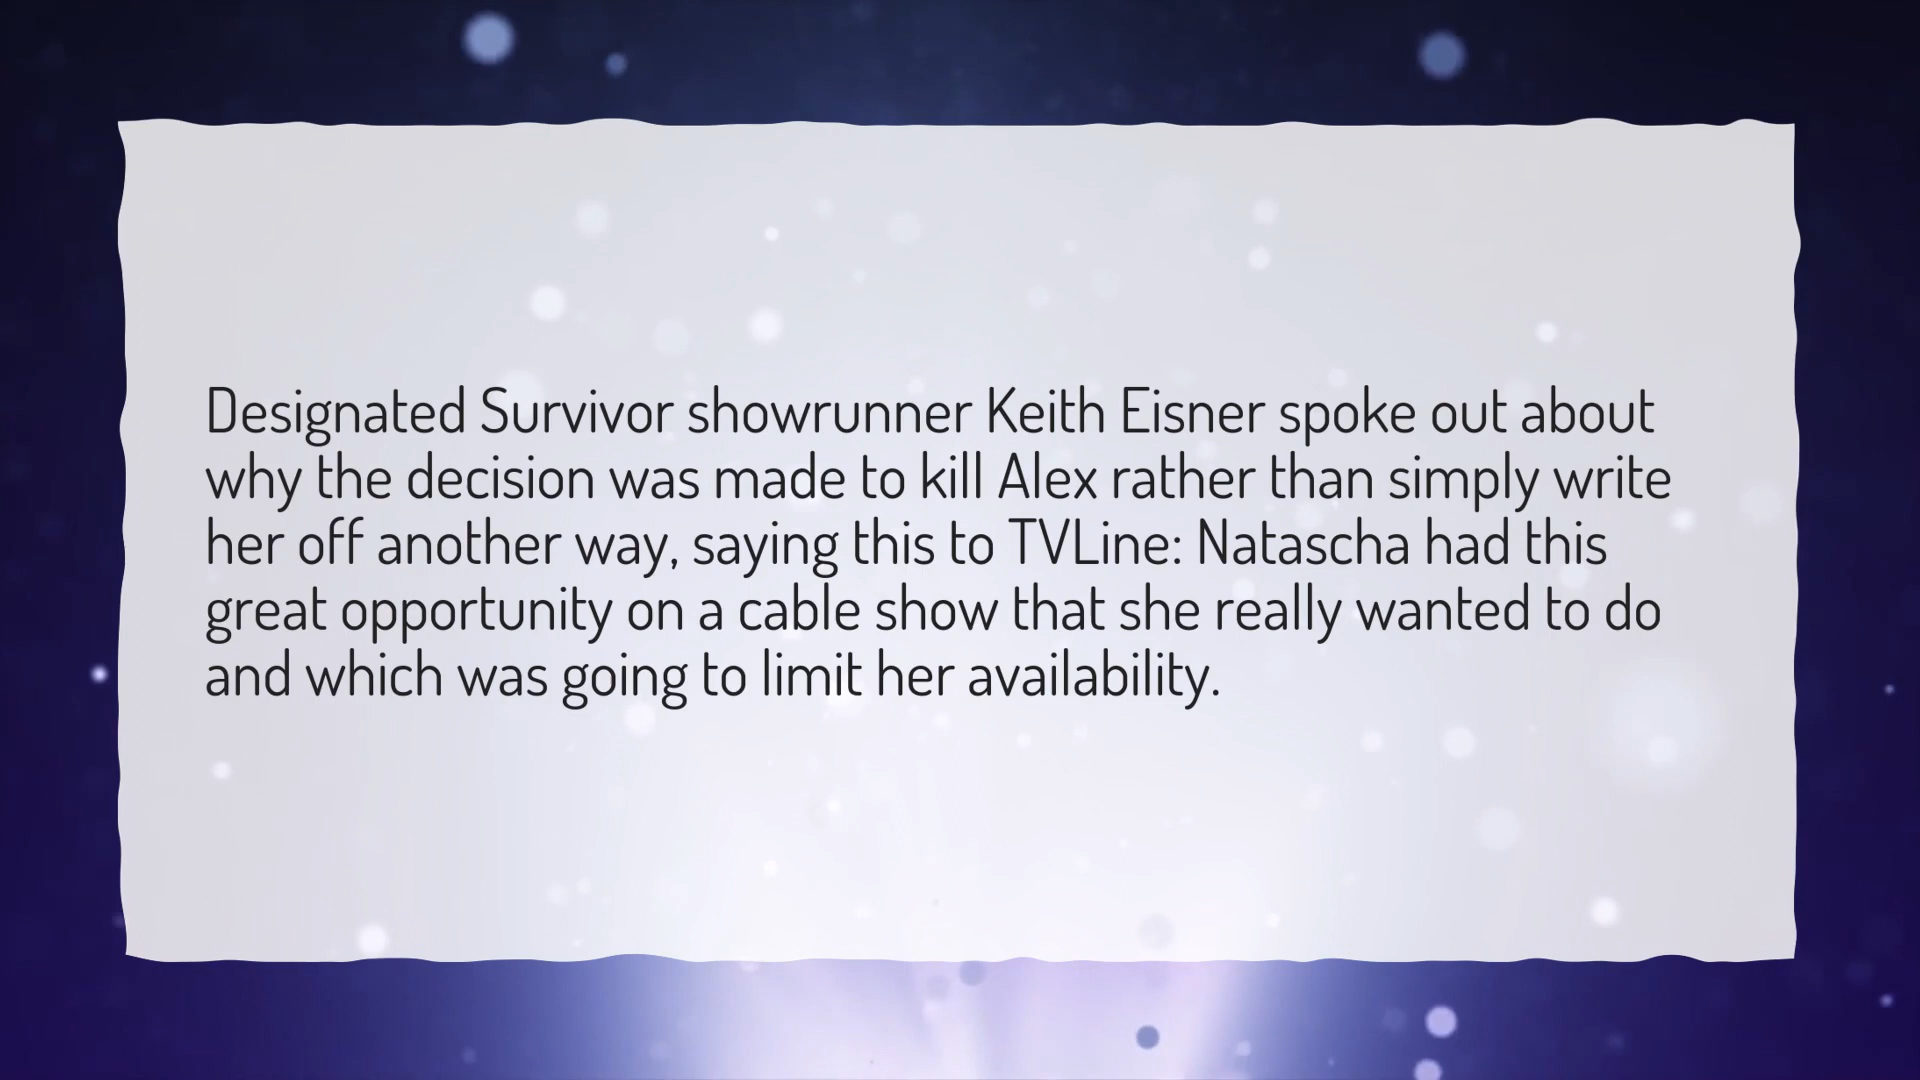 Designated Survivor showrunner Keith Eisner spoke out about
why the decision was made to kill Alex rather than simply write
her off another way, saying this to TVLine: Natascha had this
great opportunity on a cable show that she really wanted to do
and which was going to limit her availability.